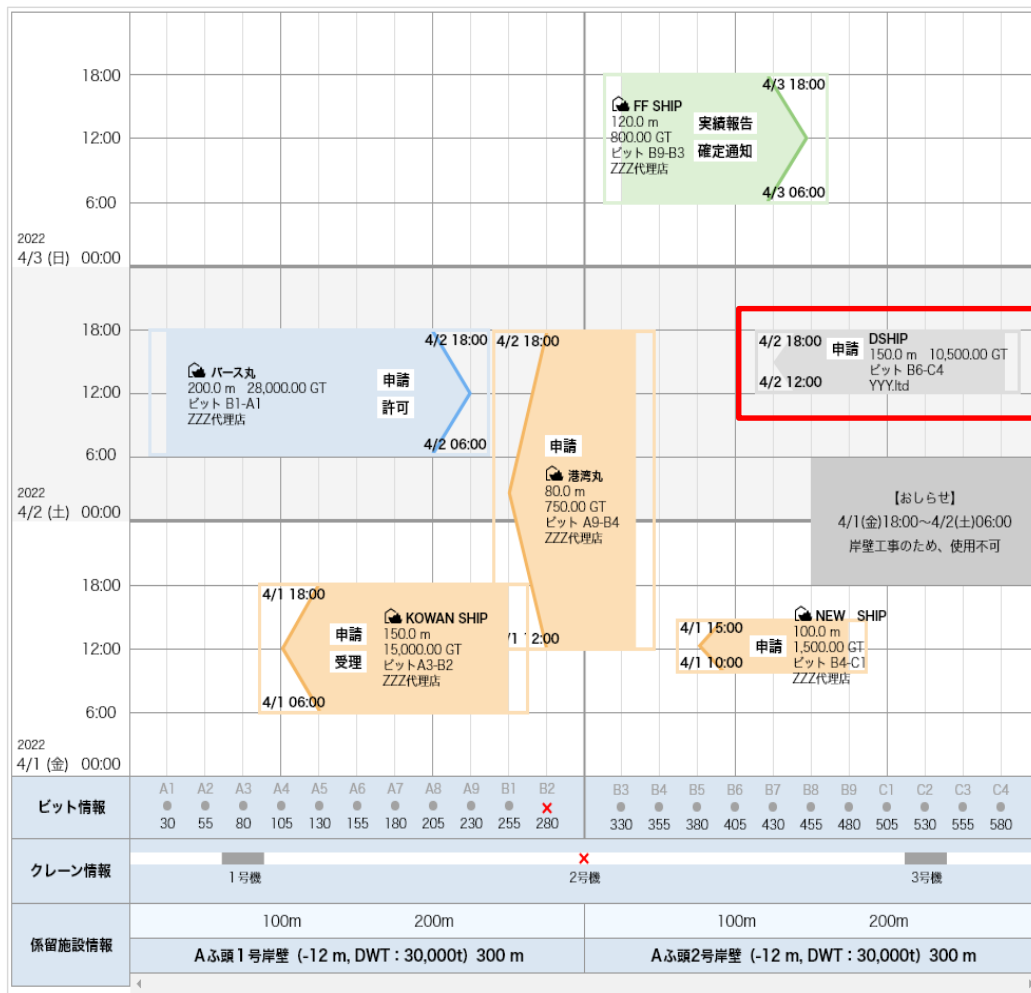 18:00
12:00
6:00
2022
4/3 (日) 00:00
4/3 18:00
FF SHIP
120.0 m
800.00 GT
ビット B9-B3
ZZZ代理店
実績報告
確定通知
4/3 06:00
18:00
12:00
6:00
2022
4/2 (土) 00:00
4/2 18:00
バース丸
200.0 m 28,000.00 GT
ビット B1-A1
ZZZ代理店
申請
許可
4/2 06:00
4/2 18:00
申請
港湾丸
80.0 m
750.00 GT
ビット A9-B4
ZZZ代理店
/1 12:00
4/2 18:00
申請
DSHIP
150.0 m 10,500.00 GT
ビット B6-C4
YYY.ltd
4/2 12:00
【おしらせ】
4/1(金)18:00～4/2(土)06:00
岸壁工事のため、使用不可
18:00
12:00
6:00
2022
4/1 (金) 00:00
4/1 18:00
申請
受理
KOWAN SHIP
150.0 m
15,000.00 GT
ビットA3-B2
ZZZ代理店
4/1 06:00
4/1 15:00
申請
NEW SHIP
100.0 m
1,500.00 GT
ビット B4-C1
ZZZ代理店
4/1 10:00
ビット情報
A1 A2 A3 A4 A5 A6 A7 A8 A9 B1 B2 B3 B4 B5 B6 B7 B8 B9 C1 C2 C3 C4
30 55 80 105 130 155 180 205 230 255 280 330 355 380 405 430 455 480 505 530 555 580
クレーン情報
1号機 2号機 3号機
係留施設情報
100m 200m 100m 200m
Aふ頭1号岸壁 (-12 m, DWT：30,000t) 300 m
Aふ頭2号岸壁 (-12 m, DWT：30,000t) 300 m